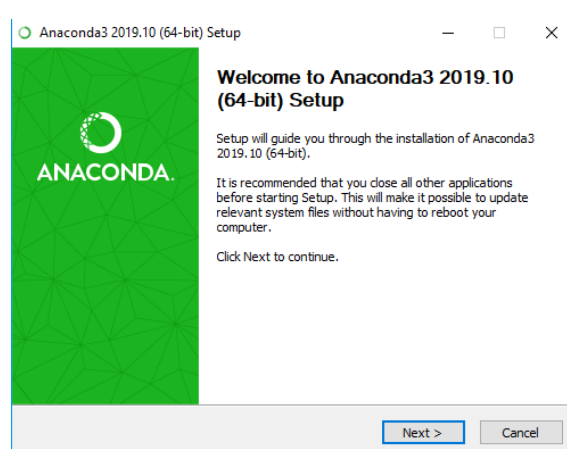 Anaconda3 2019.10 (64-bit) Setup
Welcome to Anaconda3 2019.10
(64-bit) Setup
Setup will guide you through the installation of Anaconda3
2019.10 (64-bit).
It is recommended that you close all other applications
before starting Setup. This will make it possible to update
relevant system files without having to reboot your
computer.
Click Next to continue.
ANACONDA.
Next >
Cancel